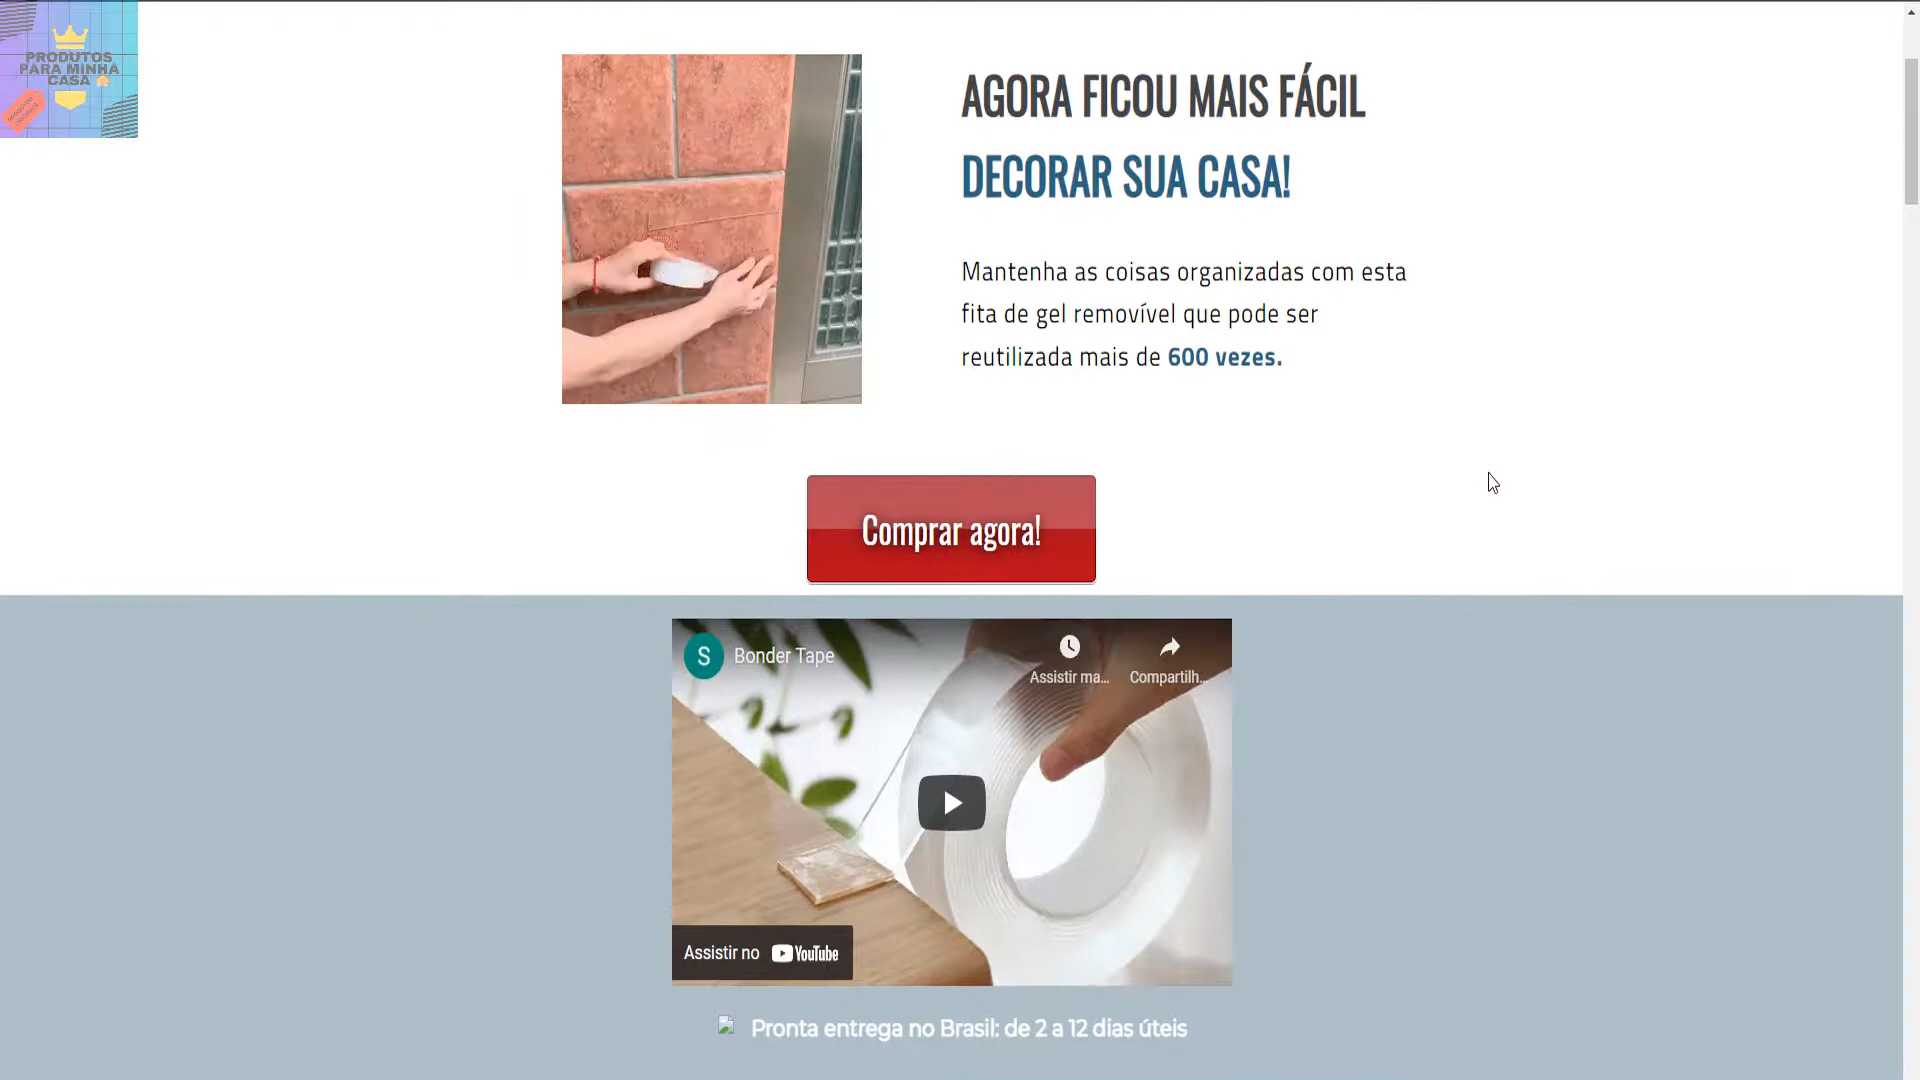 PRODUTOS
PARA MINHA
CASA
AGORA FICOU MAIS FÁCIL
DECORAR SUA CASA!
Mantenha as coisas organizadas com esta
fita de gel removível que pode ser
reutilizada mais de 600 vezes.
Comprar agora!
S Bonder Tape
Assistir ma...
Compartilh...
Assistir no YouTube
Pronta entrega no Brasil: de 2 a 12 dias úteis